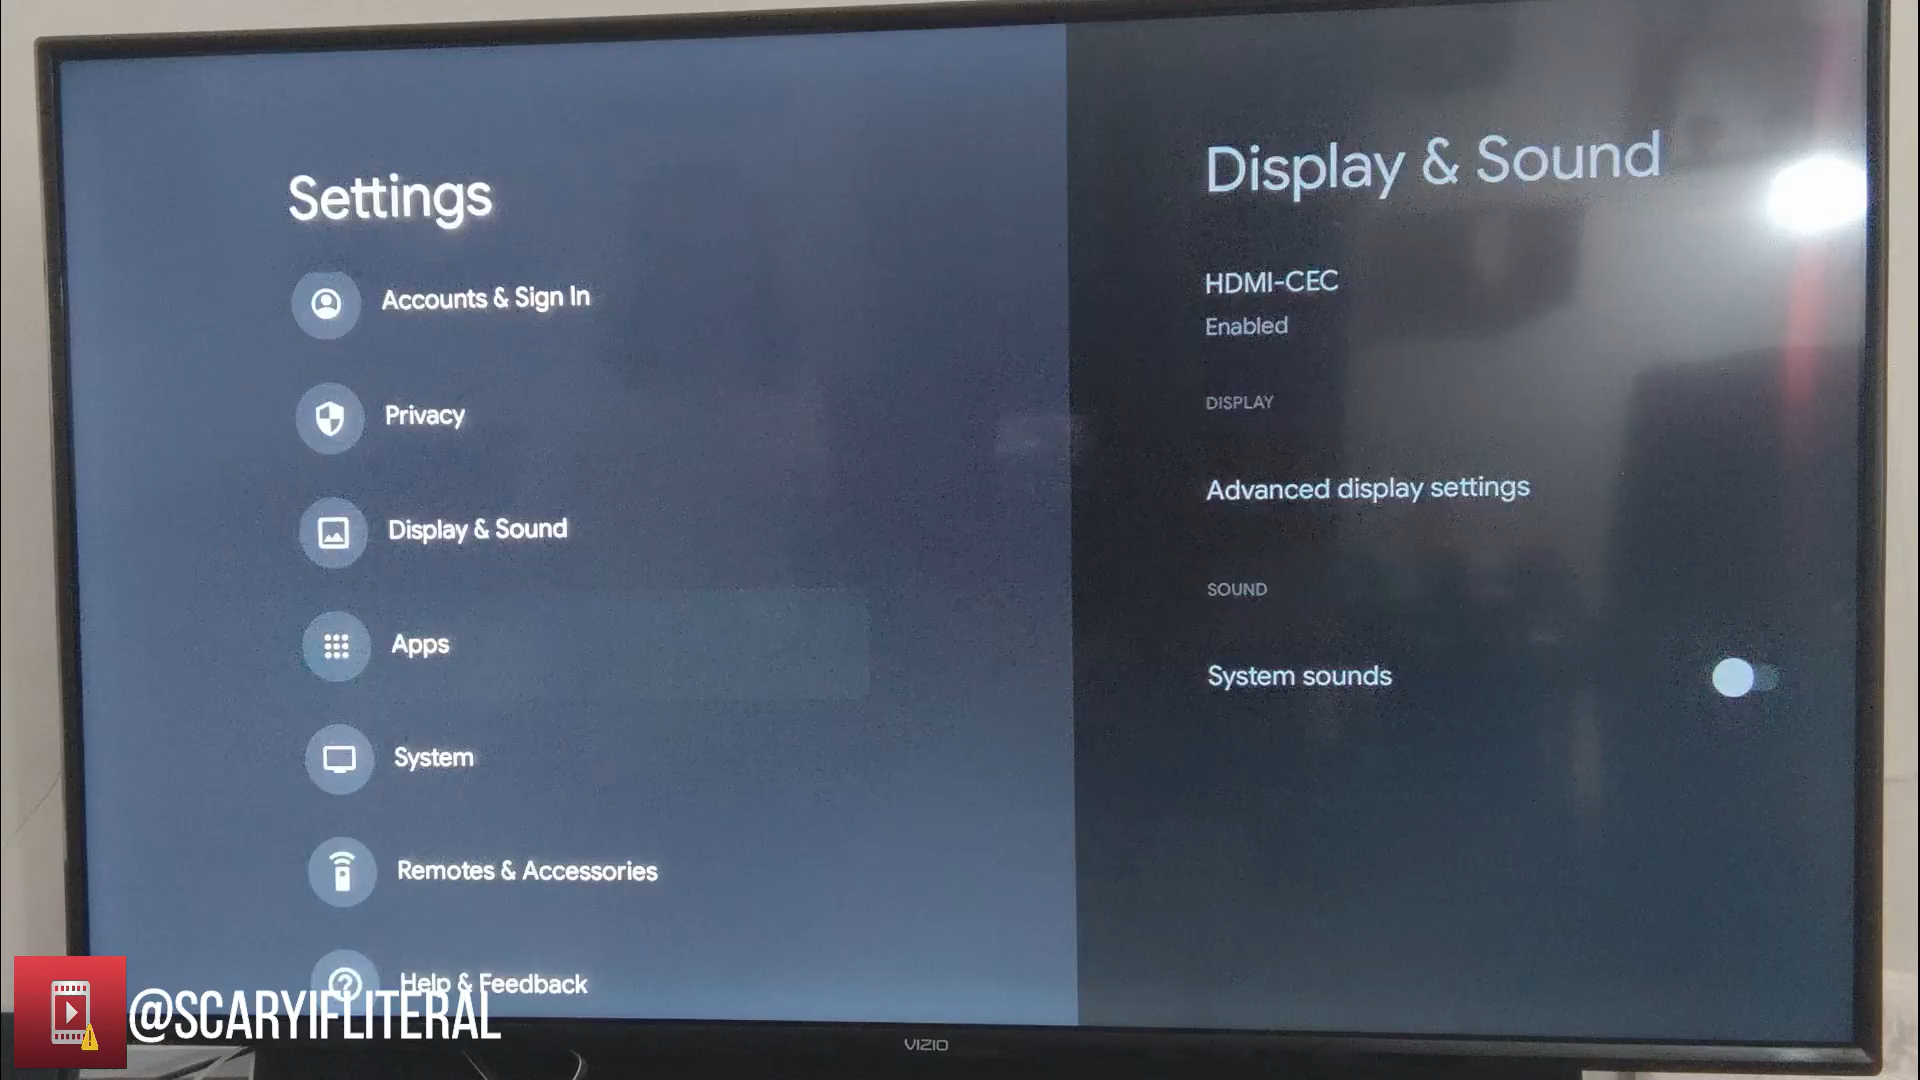 Settings
Accounts & Sign In
Privacy
Display & Sound
Apps
System
Remotes & Accessories
Help & Feedback
Display & Sound
HDMI-CEC
Enabled
DISPLAY
Advanced display settings
SOUND
System sounds
@SCARYIFLITERAL
VIZIO